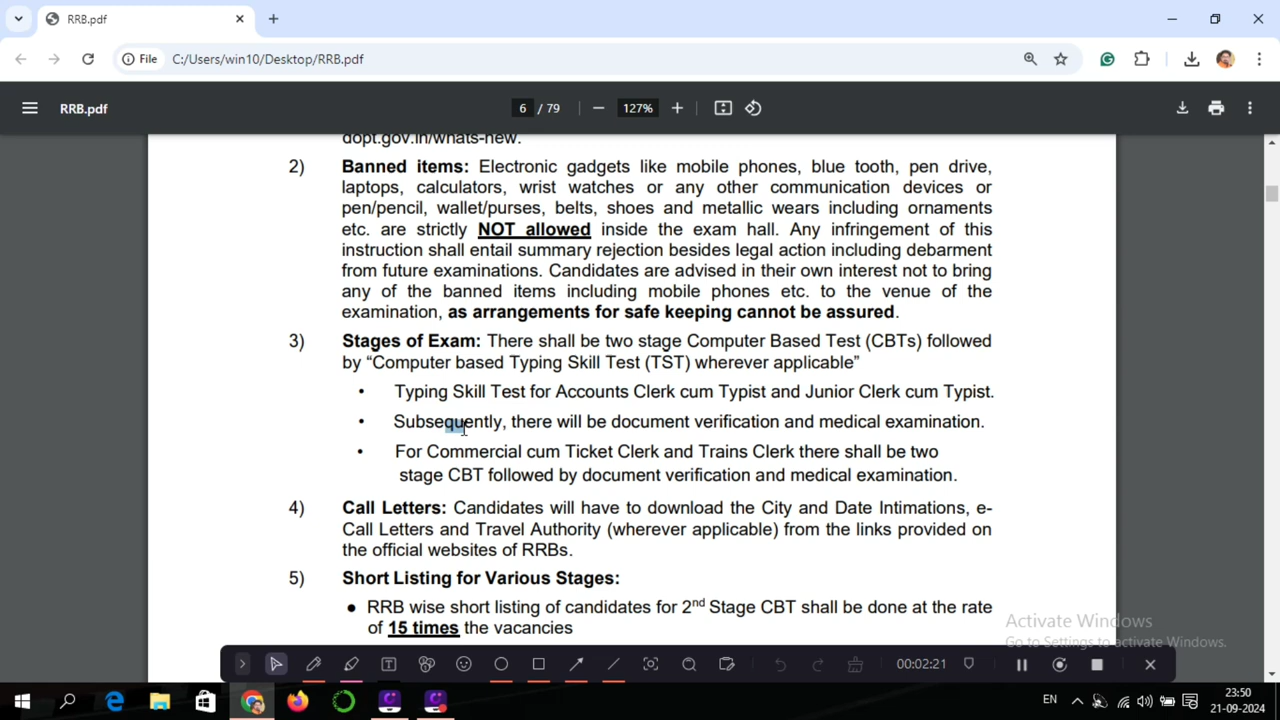 RRB.pdf
File C:/Users/win10/Desktop/RRB.pdf
RRB.pdf 6 / 79 127%
dopt.gov.in/whats-new.
2) Banned items: Electronic gadgets like mobile phones, blue tooth, pen drive,
laptops, calculators, wrist watches or any other communication devices or
pen/pencil, wallet/purses, belts, shoes and metallic wears including ornaments
etc. are strictly NOT allowed inside the exam hall. Any infringement of this
instruction shall entail summary rejection besides legal action including debarment
from future examinations. Candidates are advised in their own interest not to bring
any of the banned items including mobile phones etc. to the venue of the
examination, as arrangements for safe keeping cannot be assured.
3) Stages of Exam: There shall be two stage Computer Based Test (CBTs) followed
by “Computer based Typing Skill Test (TST) wherever applicable”
• Typing Skill Test for Accounts Clerk cum Typist and Junior Clerk cum Typist.
• Subsequently, there will be document verification and medical examination.
• For Commercial cum Ticket Clerk and Trains Clerk there shall be two
stage CBT followed by document verification and medical examination.
4) Call Letters: Candidates will have to download the City and Date Intimations, e-
Call Letters and Travel Authority (wherever applicable) from the links provided on
the official websites of RRBs.
5) Short Listing for Various Stages:
● RRB wise short listing of candidates for 2nd Stage CBT shall be done at the rate
of 15 times the vacancies
Activate Windows
Go to Settings to activate Windows.
00:02:21
EN 23:50
21-09-2024